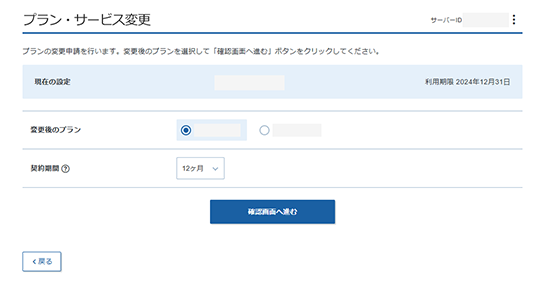 プラン・サービス変更
サーバーID
プランの変更申請を行います。変更後のプランを選択して「確認画面へ進む」ボタンをクリックしてください。
現在の設定
利用期限 2024年12月31日
変更後のプラン
契約期間 ?
12ケ月
確認画面へ進む
戻る